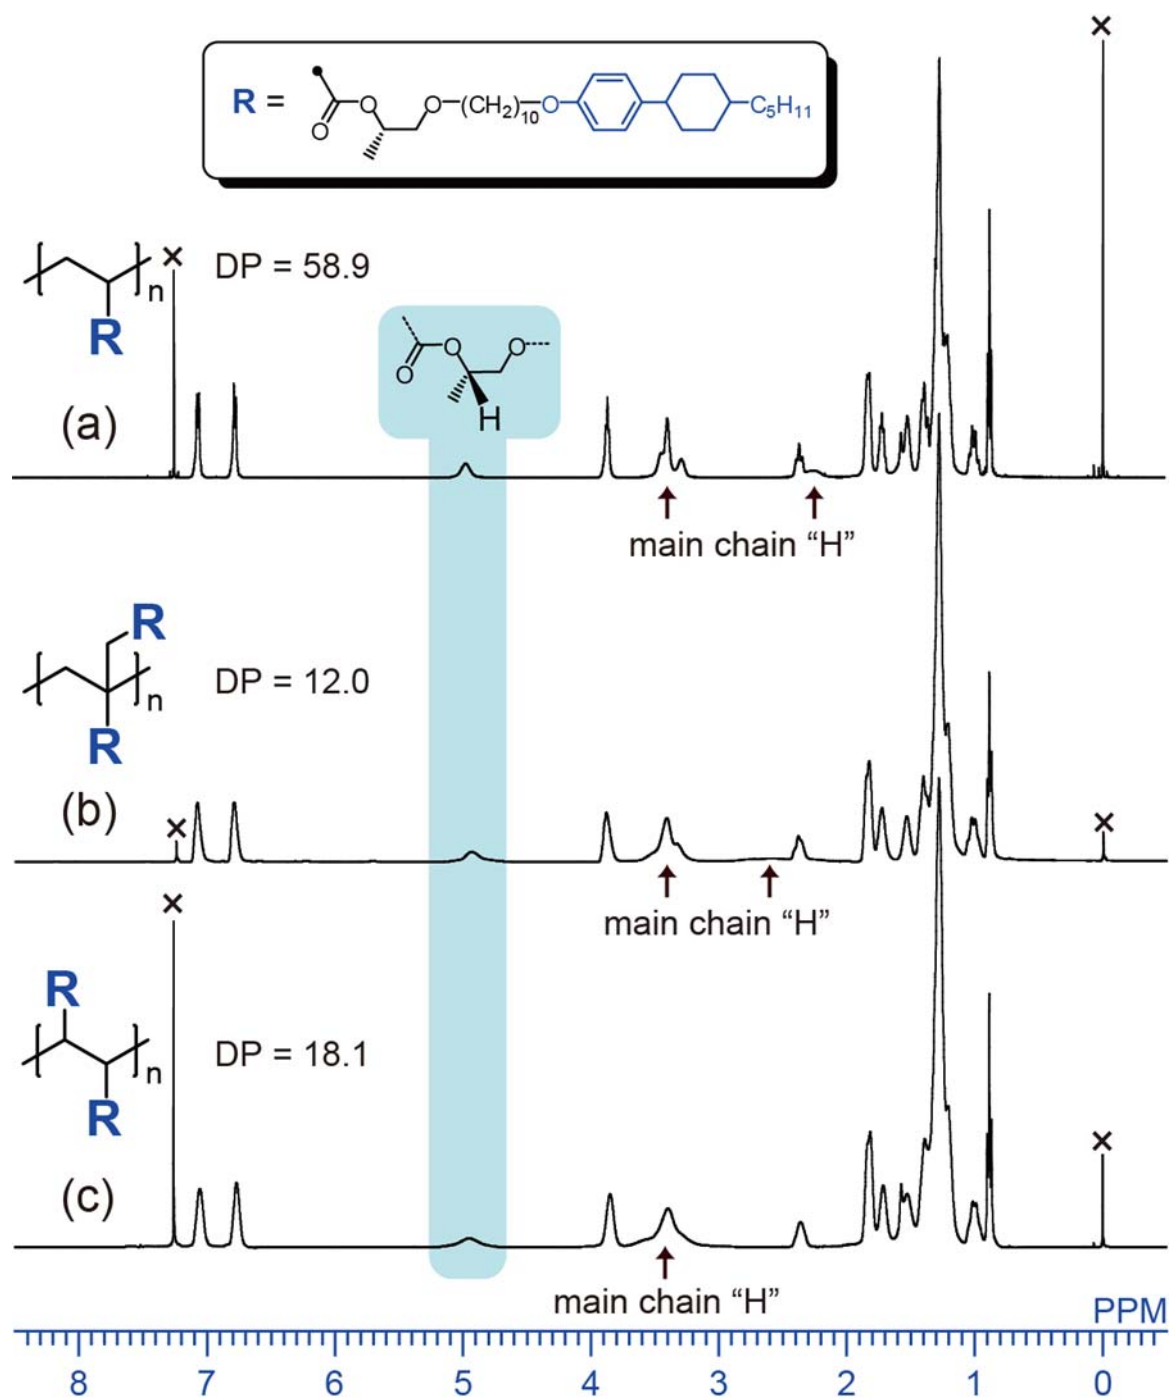 ×
R = O O O—(CH2)10—O C5H11
× DP = 58.9
n
R
O O O
H
(a)
main chain “H”
R
DP = 12.0
n
R
(b)
× ×
main chain “H”
×
R
DP = 18.1
n
R
×
(c)
main chain “H”
PPM
8 7 6 5 4 3 2 1 0